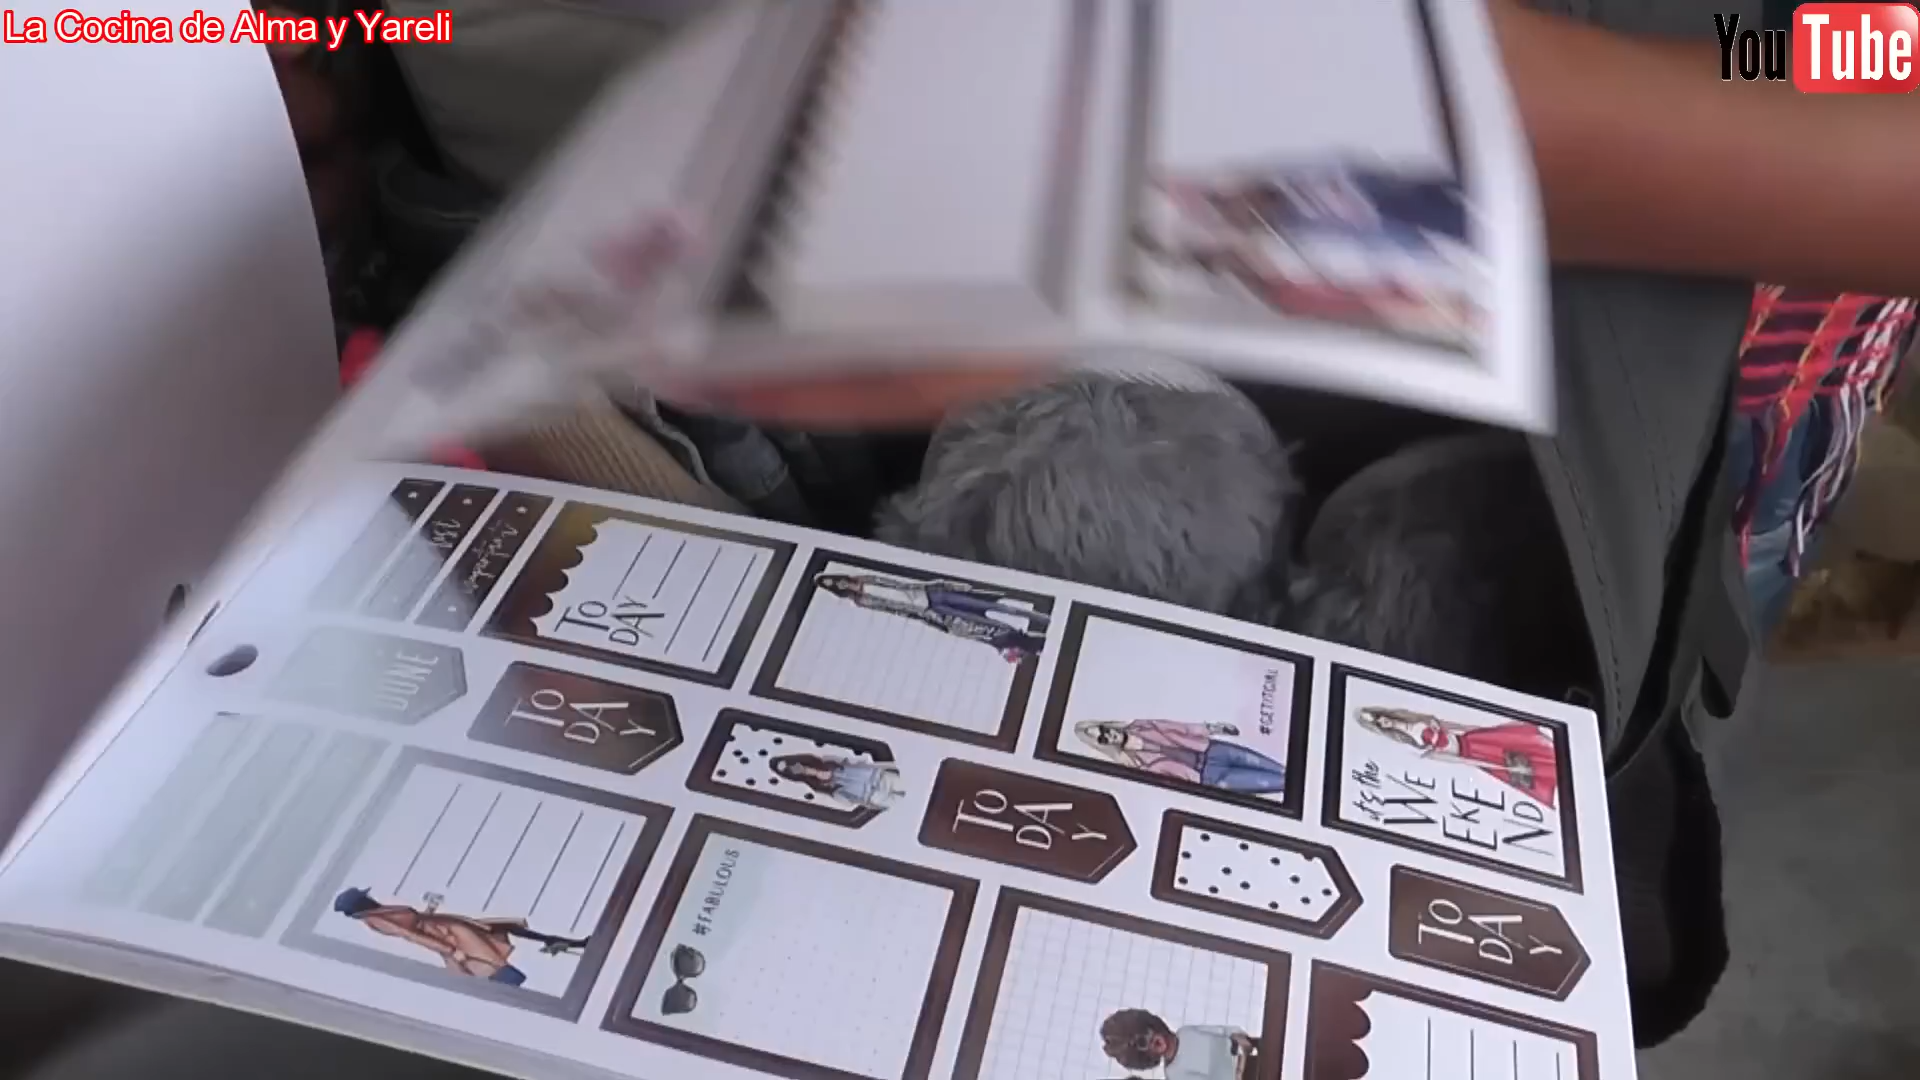 La Cocina de Alma y Yareli
YouTube
TO
DAY
JUNE
TO
DA
Y
#GETITGIRL
it's the
WE
EKE
ND
TO
DA
Y
#FABULOUS
TO
DA
Y